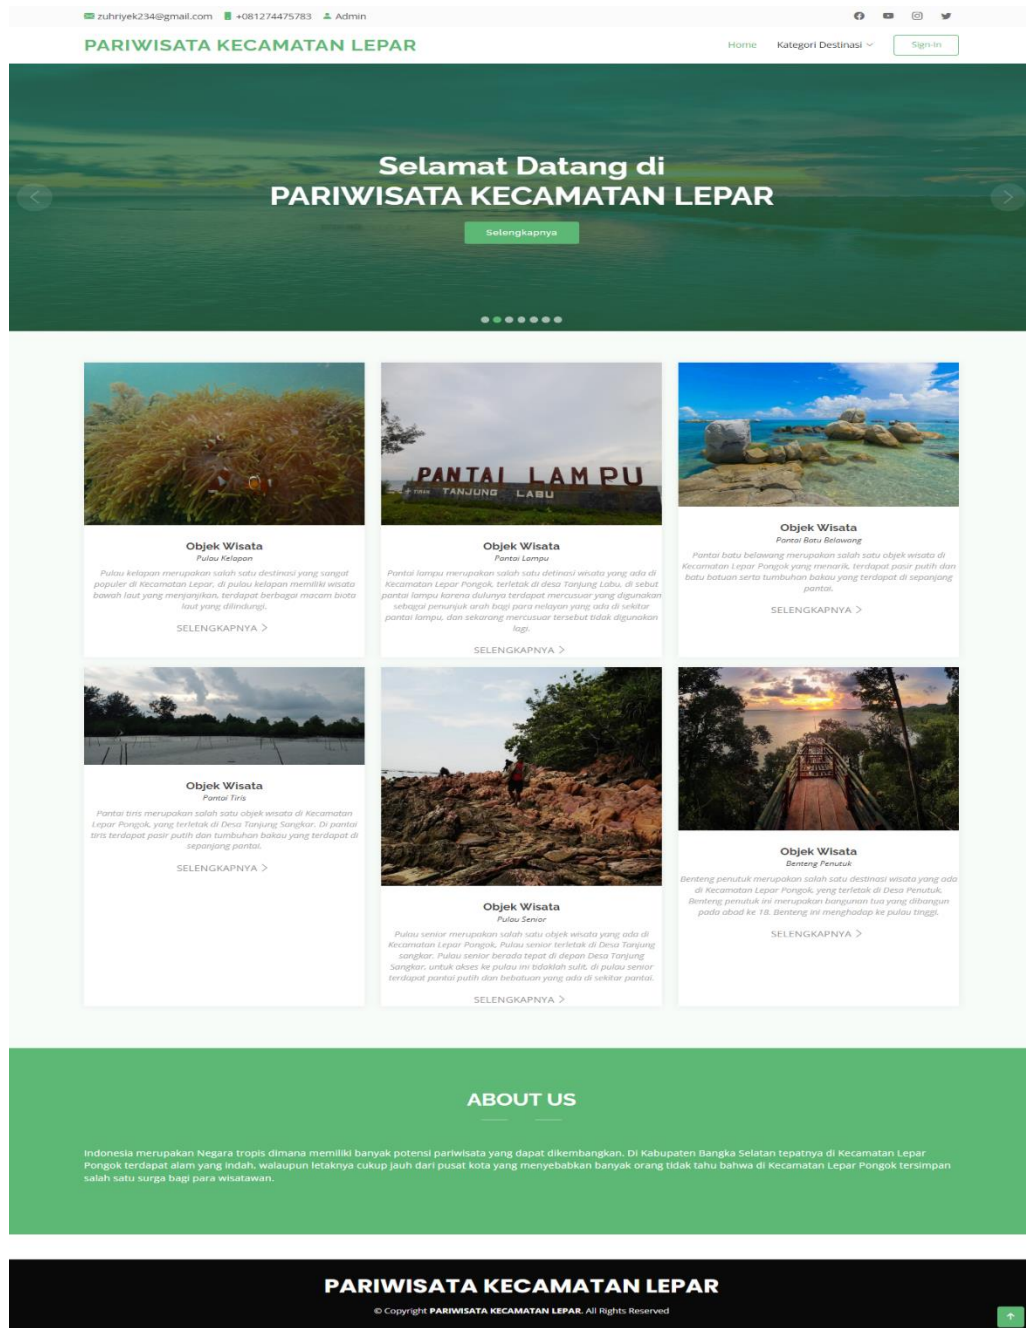 zuhriyek234@gmail.com +081274475783 Admin
PARIWISATA KECAMATAN LEPAR
Home Kategori Destinasi Sign-In
Selamat Datang di
PARIWISATA KECAMATAN LEPAR
Selengkapnya
PANTAI LAMPU
TANJUNG LABU
Objek Wisata
Pulau Kelapan
Pulau kelapan merupakan salah satu destinasi yang sangat
populer di Kecamatan Lepar, di pulau kelapan memiliki wisata
bawah laut yang menjanjikan, terdapat berbagai macam biota
laut yang dilindungi.
SELENGKAPNYA >
Objek Wisata
Pantai Lampu
Pantai lampu merupakan salah satu detinasi wisata yang ada di
Kecamatan Lepar Pongok, terletak di desa Tanjung Labu, di sebut
pantai lampu karena dulunya terdapat mercusuar yang digunakan
sebagai penunjuk arah bagi para nelayan yang ada di sekitar
pantai lampu, dan sekarang mercusuar tersebut tidak digunakan
lagi.
SELENGKAPNYA >
Objek Wisata
Pantai Batu Belawang
Pantai batu belawang merupakan salah satu objek wisata di
Kecamatan Lepar Pongok yang menarik, terdapat pasir putih dan
batu batuan serta tumbuhan bakau yang terdapat di sepanjang
pantai.
SELENGKAPNYA >
Objek Wisata
Pantai Tiris
Pantai tiris merupakan salah satu objek wisata di Kecamatan
Lepar Pongok, yang terletak di Desa Tanjung Sangkar. Di pantai
tiris terdapat pasir putih dan tumbuhan bakau yang terdapat di
sepanjang pantai.
SELENGKAPNYA >
Objek Wisata
Pulau Senior
Pulau senior merupakan salah satu objek wisata yang ada di
Kecamatan Lepar Pongok, Pulau senior terletak di Desa Tanjung
sangkar. Pulau senior berada tepat di depan Desa Tanjung
Sangkar, untuk akses ke pulau ini tidaklah sulit, di pulau senior
terdapat pantai putih dan bebatuan yang ada di sekitar pantai.
SELENGKAPNYA >
Objek Wisata
Benteng Penutuk
Benteng penutuk merupakan salah satu destinasi wisata yang ada
di Kecamatan Lepar Pongok, yeng terletak di Desa Penutuk.
Benteng penutuk ini merupakan bangunan tua yang dibangun
pada abad ke 18. Benteng ini menghadap ke pulau tinggi.
SELENGKAPNYA >
ABOUT US
Indonesia merupakan Negara tropis dimana memiliki banyak potensi pariwisata yang dapat dikembangkan. Di Kabupaten Bangka Selatan tepatnya di Kecamatan Lepar
Pongok terdapat alam yang Indah, walaupun letaknya cukup jauh dari pusat kota yang menyebabkan banyak orang tidak tahu bahwa di Kecamatan Lepar Pongok tersimpan
salah satu surga bagi para wisatawan.
PARIWISATA KECAMATAN LEPAR
© Copyright PARIWISATA KECAMATAN LEPAR. All Rights Reserved